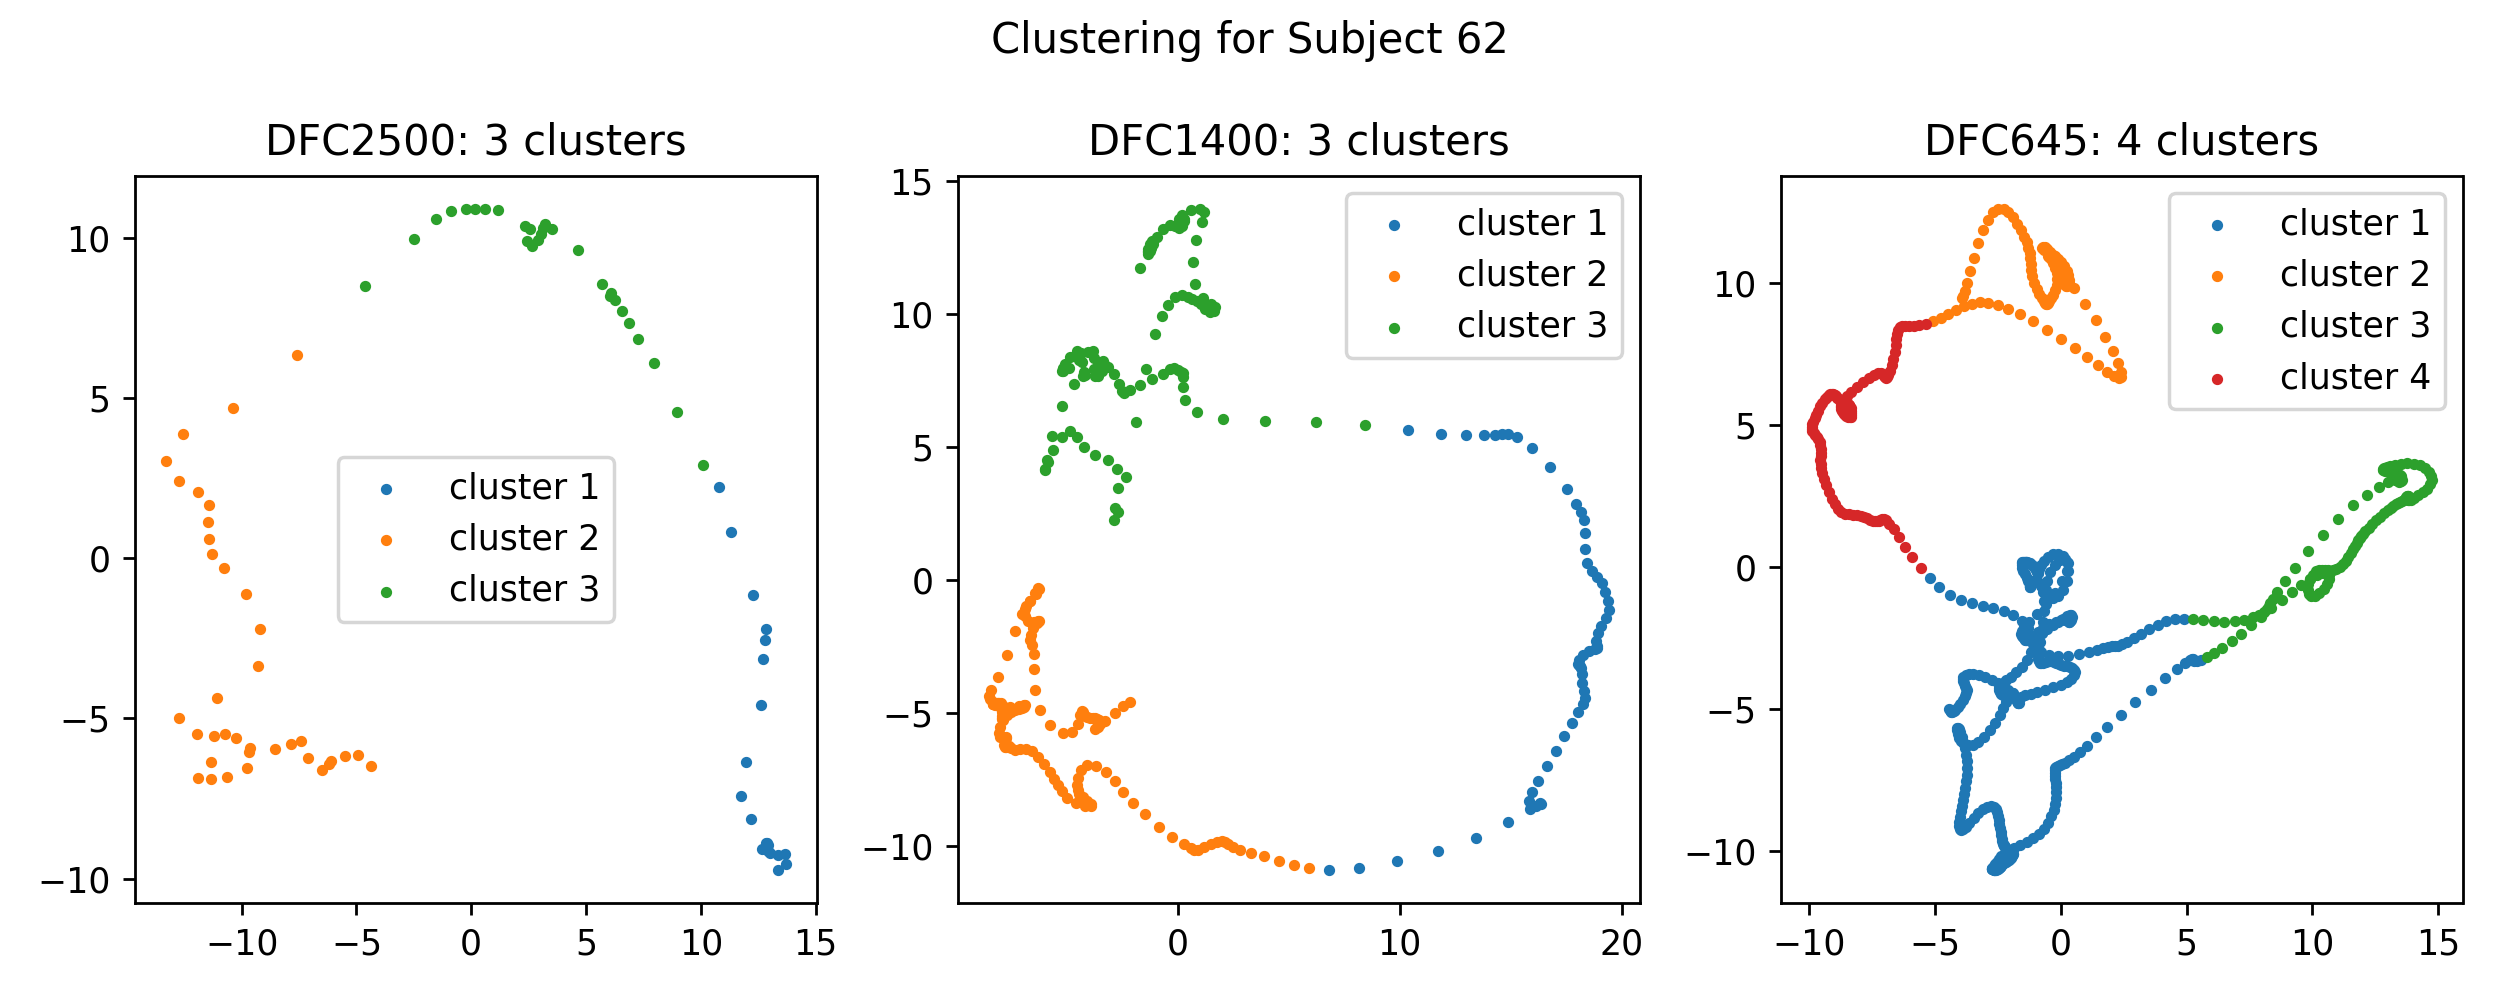 Clustering for Subject 62
DFC2500: 3 clusters
10
5
0
−5
−10
−10 −5 0 5 10 15
cluster 1
cluster 2
cluster 3
DFC1400: 3 clusters
15
10
5
0
−5
−10
0 10 20
cluster 1
cluster 2
cluster 3
DFC645: 4 clusters
10
5
0
−5
−10
−10 −5 0 5 10 15
cluster 1
cluster 2
cluster 3
cluster 4